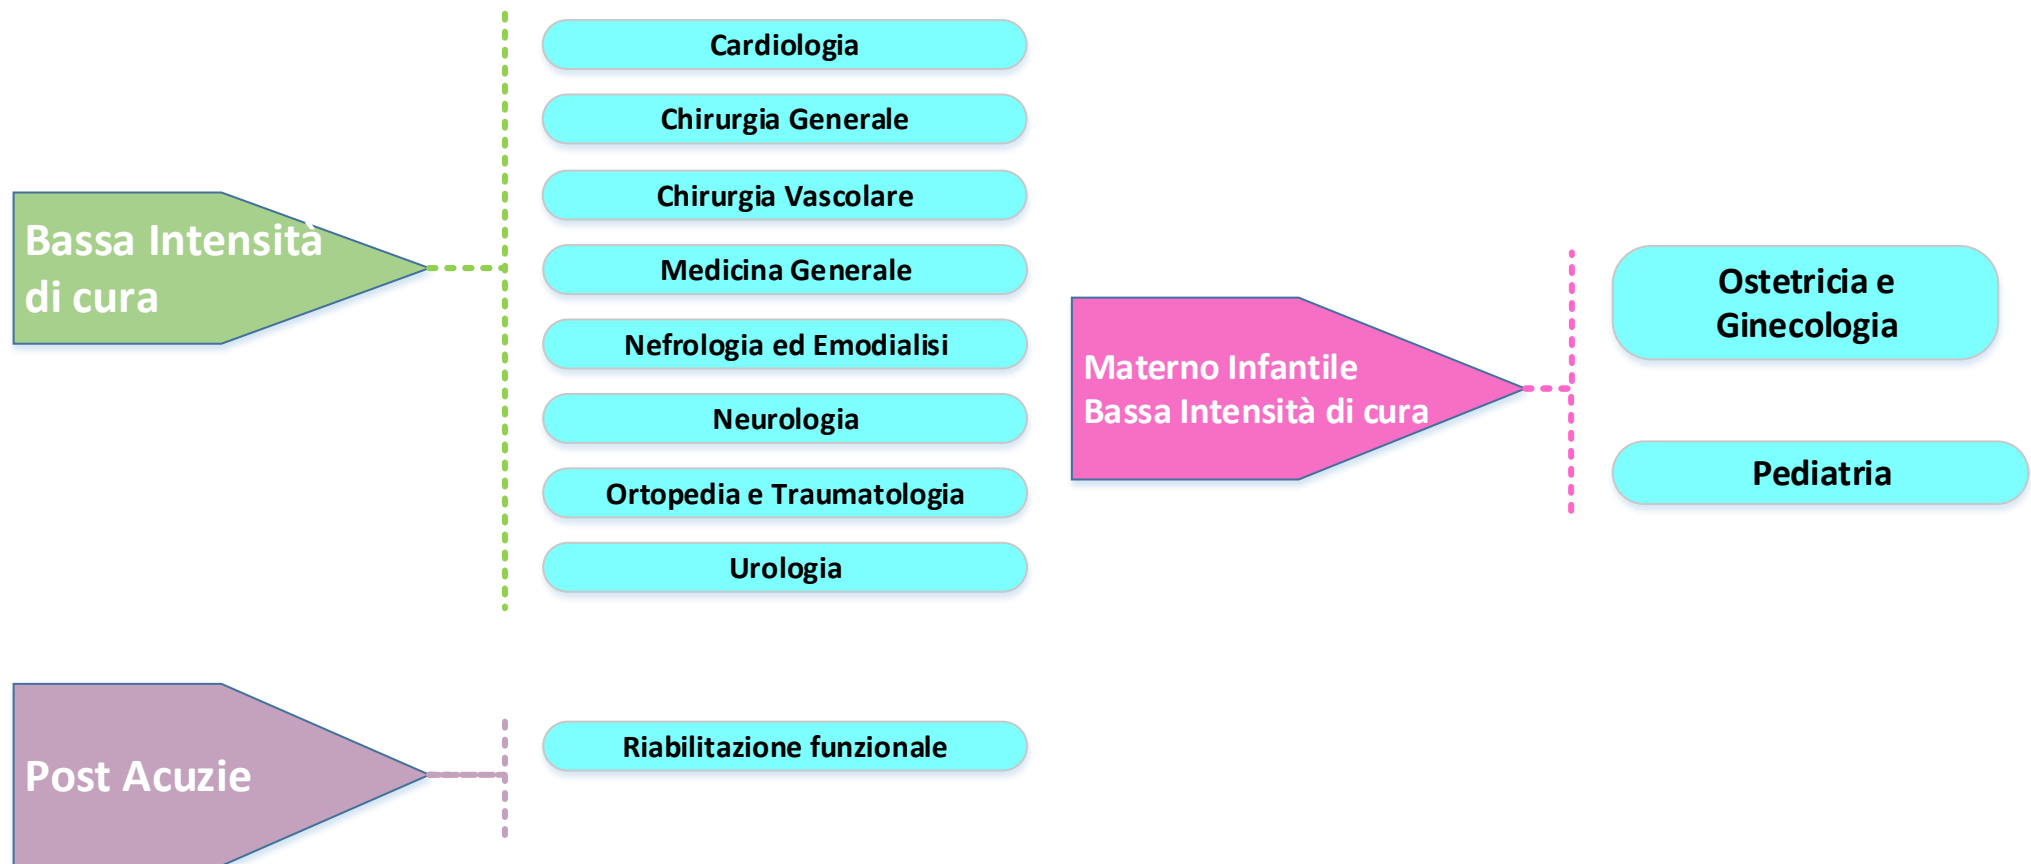 Bassa Intensità
di cura
Cardiologia
Chirurgia Generale
Chirurgia Vascolare
Medicina Generale
Nefrologia ed Emodialisi
Neurologia
Ortopedia e Traumatologia
Urologia
Materno Infantile
Bassa Intensità di cura
Ostetricia e
Ginecologia
Pediatria
Post Acuzie
Riabilitazione funzionale